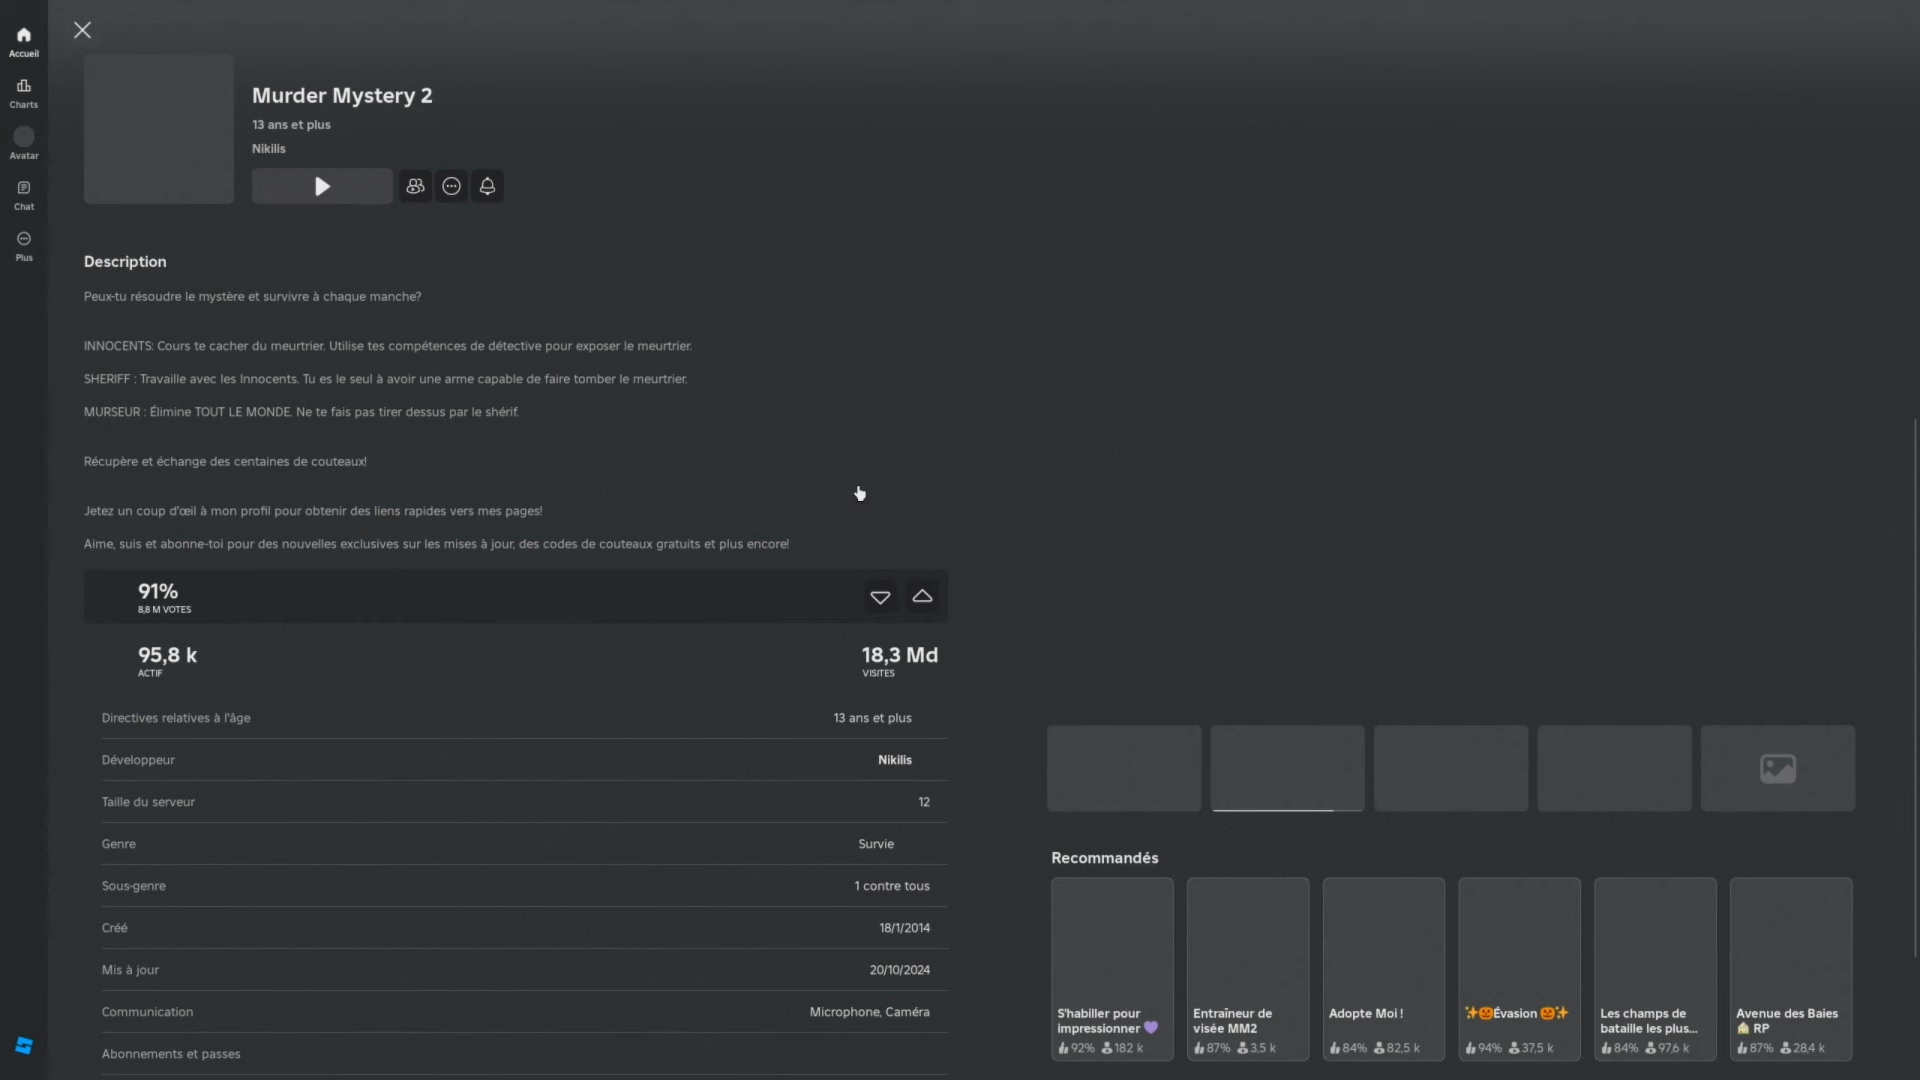 Accueil
Charts
Avatar
Chat
Plus
Murder Mystery 2
13 ans et plus
Nikilis
Description
Peux-tu résoudre le mystère et survivre à chaque manche?
INNOCENTS: Cours te cacher du meurtrier. Utilise tes compétences de détective pour exposer le meurtrier.
SHERIFF : Travaille avec les Innocents. Tu es le seul à avoir une arme capable de faire tomber le meurtrier.
MURSEUR : Élimine TOUT LE MONDE. Ne te fais pas tirer dessus par le shérif.
Récupère et échange des centaines de couteaux!
Jetez un coup d'œil à mon profil pour obtenir des liens rapides vers mes pages!
Aime, suis et abonne-toi pour des nouvelles exclusives sur les mises à jour, des codes de couteaux gratuits et plus encore!
91%
8,8 M VOTES
95,8 k
ACTIF
18,3 Md
VISITES
Directives relatives à l'âge 13 ans et plus
Développeur Nikilis
Taille du serveur 12
Genre Survie
Sous-genre 1 contre tous
Créé 18/1/2014
Mis à jour 20/10/2024
Communication Microphone, Caméra
Abonnements et passes
Recommandés
S'habiller pour
impressionner 💜
92% 182 k
Entraîneur de
visée MM2
87% 3,5 k
Adopte Moi !
84% 82,5 k
✨🎃Évasion 🎃✨
94% 37,5 k
Les champs de
bataille les plus...
84% 97,6 k
Avenue des Baies
🏠 RP
87% 28,4 k